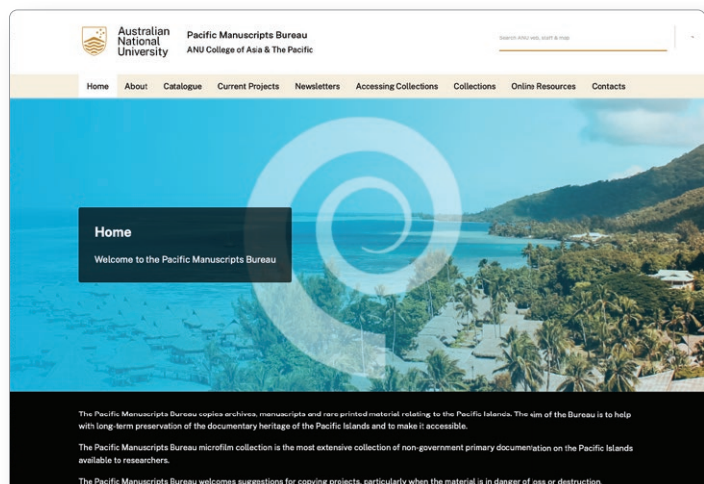 Australian
National
University
Pacific Manuscripts Bureau
ANU College of Asia & The Pacific
Search ANU web, staff & map
Home About Catalogue Current Projects Newsletters Accessing Collections Collections Online Resources Contacts
Home
Welcome to the Pacific Manuscripts Bureau
The Pacific Manuscripts Bureau copies archives, manuscripts and rare printed material relating to the Pacific Islands. The aim of the Bureau is to help
with long-term preservation of the documentary heritage of the Pacific Islands and to make it accessible.
The Pacific Manuscripts Bureau microfilm collection is the most extensive collection of non-government primary documentation on the Pacific Islands
available to researchers.
The Pacific Manuscripts Bureau welcomes suggestions for copying projects, particularly when the material is in danger of loss or destruction.